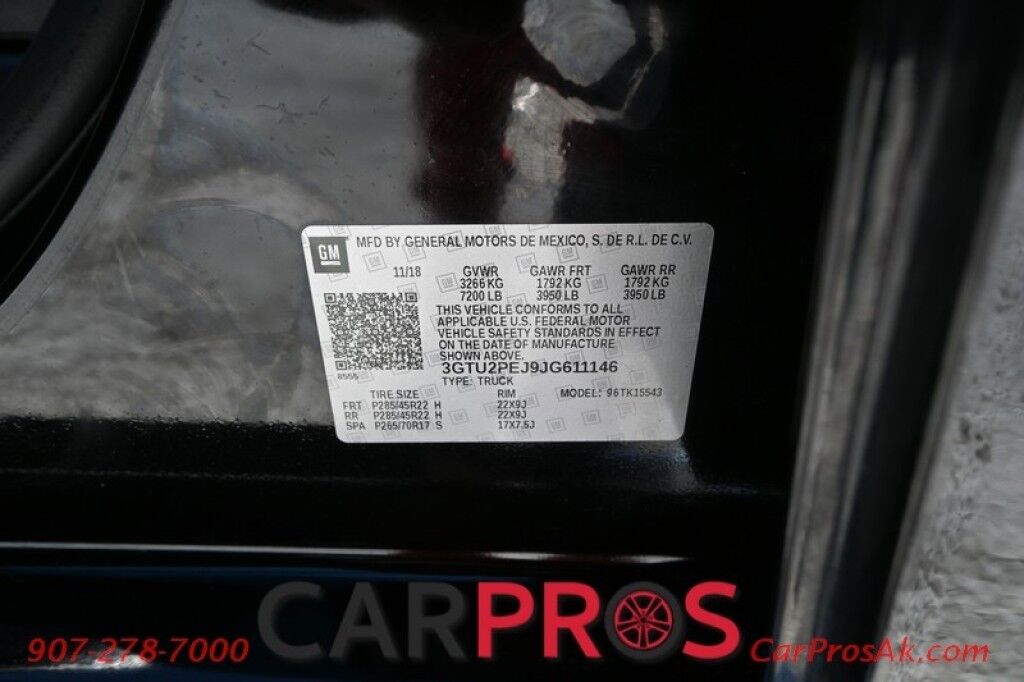 GM MFD BY GENERAL MOTORS DE MEXICO, S. DE R.L. DE C.V.
11/18 GVWR GAWR FRT GAWR RR
3266 KG 1792 KG 1792 KG
7200 LB 3950 LB 3950 LB
THIS VEHICLE CONFORMS TO ALL
APPLICABLE U.S. FEDERAL MOTOR
VEHICLE SAFETY STANDARDS IN EFFECT
ON THE DATE OF MANUFACTURE
SHOWN ABOVE.
8555 3GTU2PEJ9JG611146
TYPE: TRUCK
TIRE SIZE RIM MODEL: 96TK15543
FRT P285/45R22 H 22X9J
RR P285/45R22 H 22X9J
SPA P265/70R17 S 17X7.5J
CARPROS
907-278-7000 CarProsAk.com